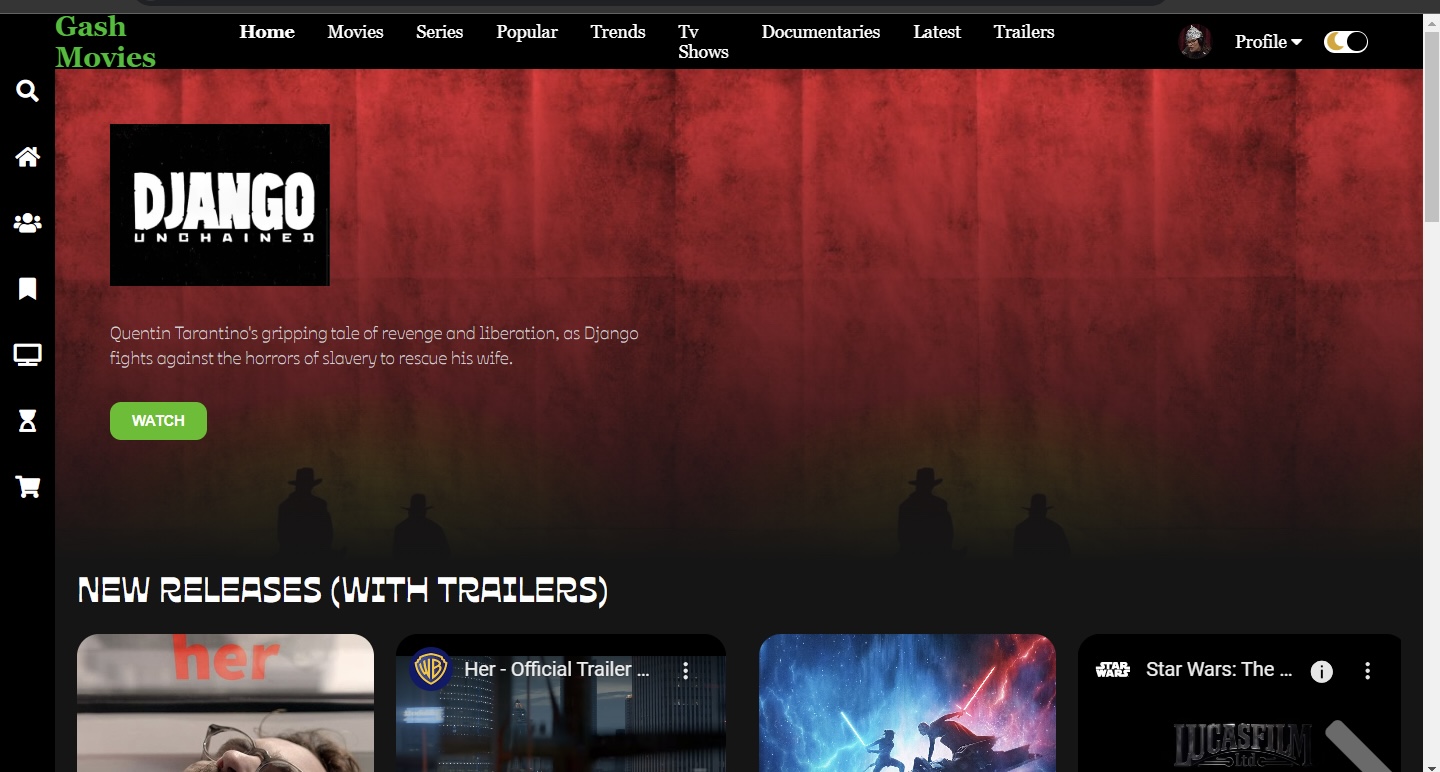 Gash
Movies
Home
Movies
Series
Popular
Trends
Tv
Shows
Documentaries
Latest
Trailers
Profile
DJANGO
UNCHAINED
Quentin Tarantino's gripping tale of revenge and liberation, as Django
fights against the horrors of slavery to rescue his wife.
WATCH
NEW RELEASES (WITH TRAILERS)
her
WB
Her - Official Trailer ...
STAR
WARS
Star Wars: The ...
LUCASFILM
Ltd.